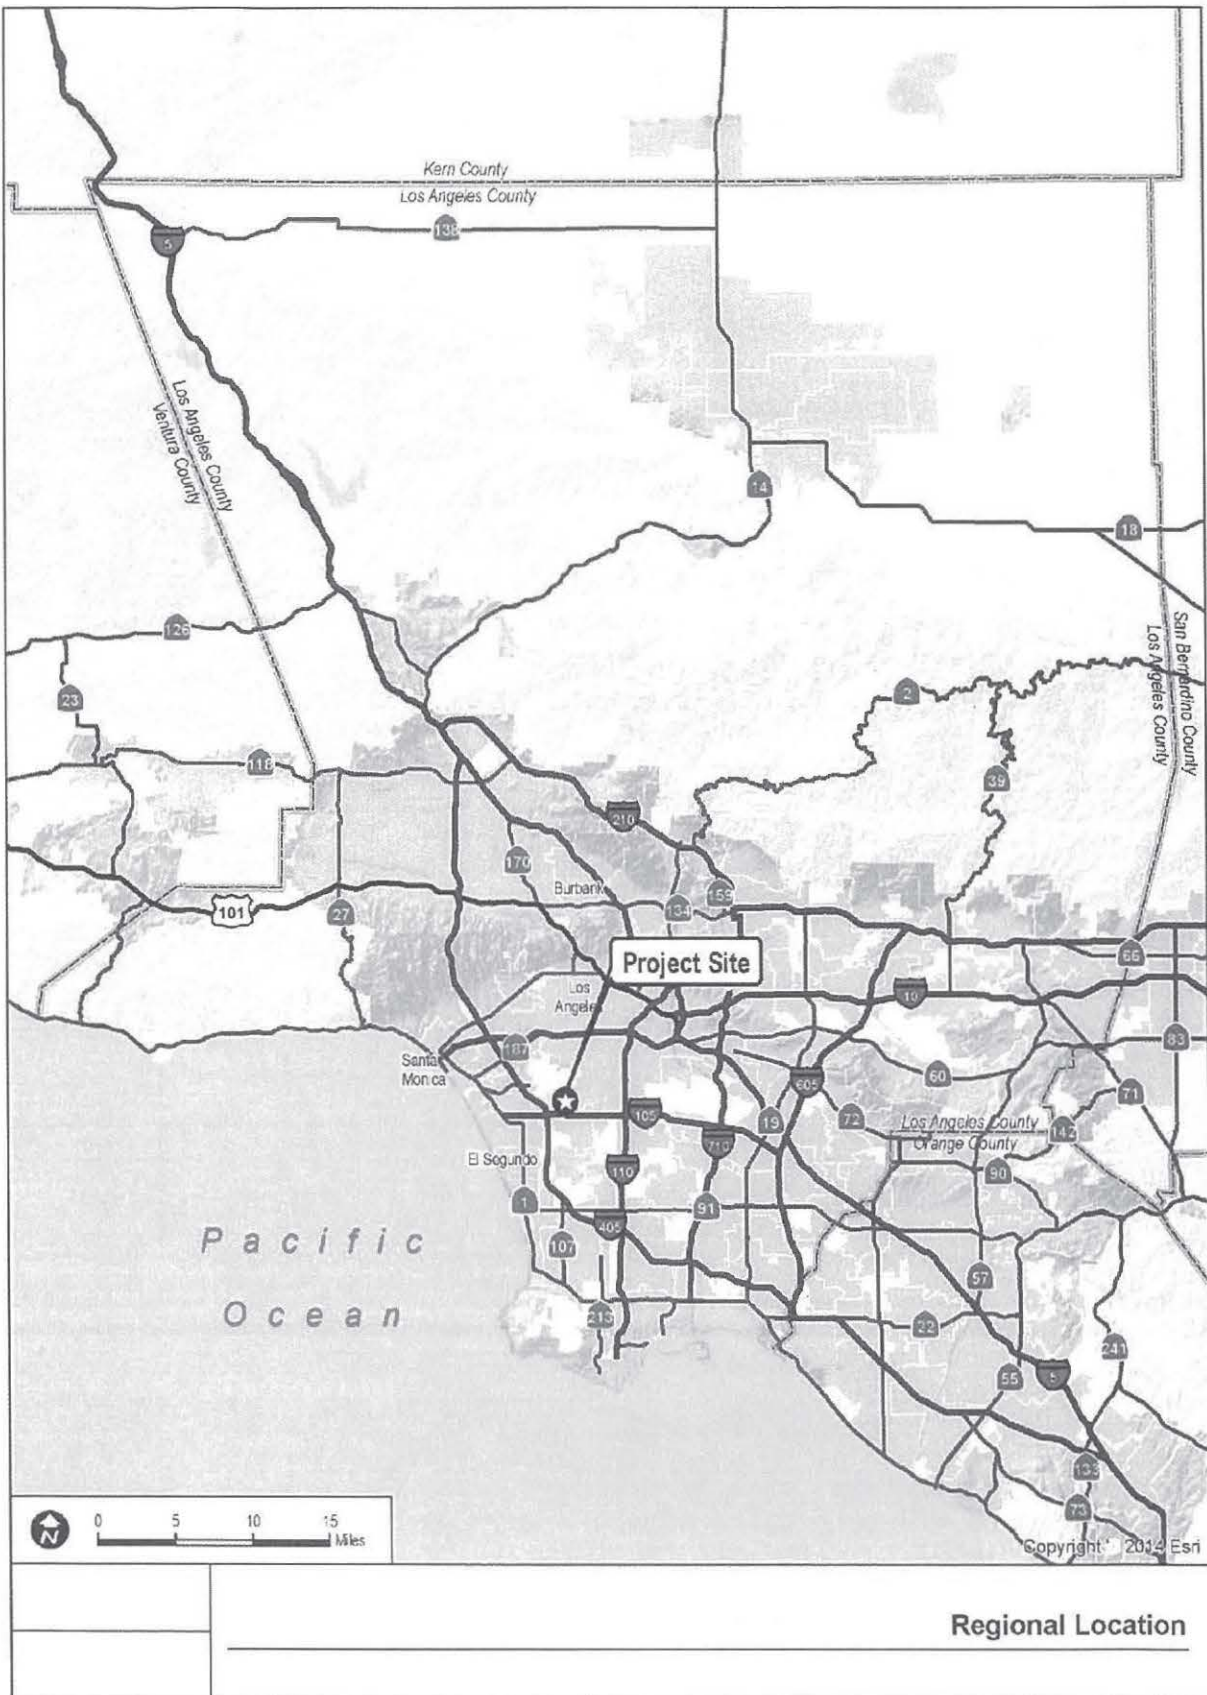 Kern County
Los Angeles County
5
138
Los Angeles County
Ventura County
14
18
126
San Bernardino County
Los Angeles County
23
2
118
39
210
170
Burbank
101
27
134
159
Project Site
66
Los
Angeles
10
187
83
Santa
Monica
60
605
71
105
19
72
Los Angeles County
Orange County
142
710
El Segundo
110
90
1
91
405
Pacific
107
57
Ocean
213
22
241
55
5
133
73
N
0 5 10 15
Miles
Copyright 2014 Esri
Regional Location